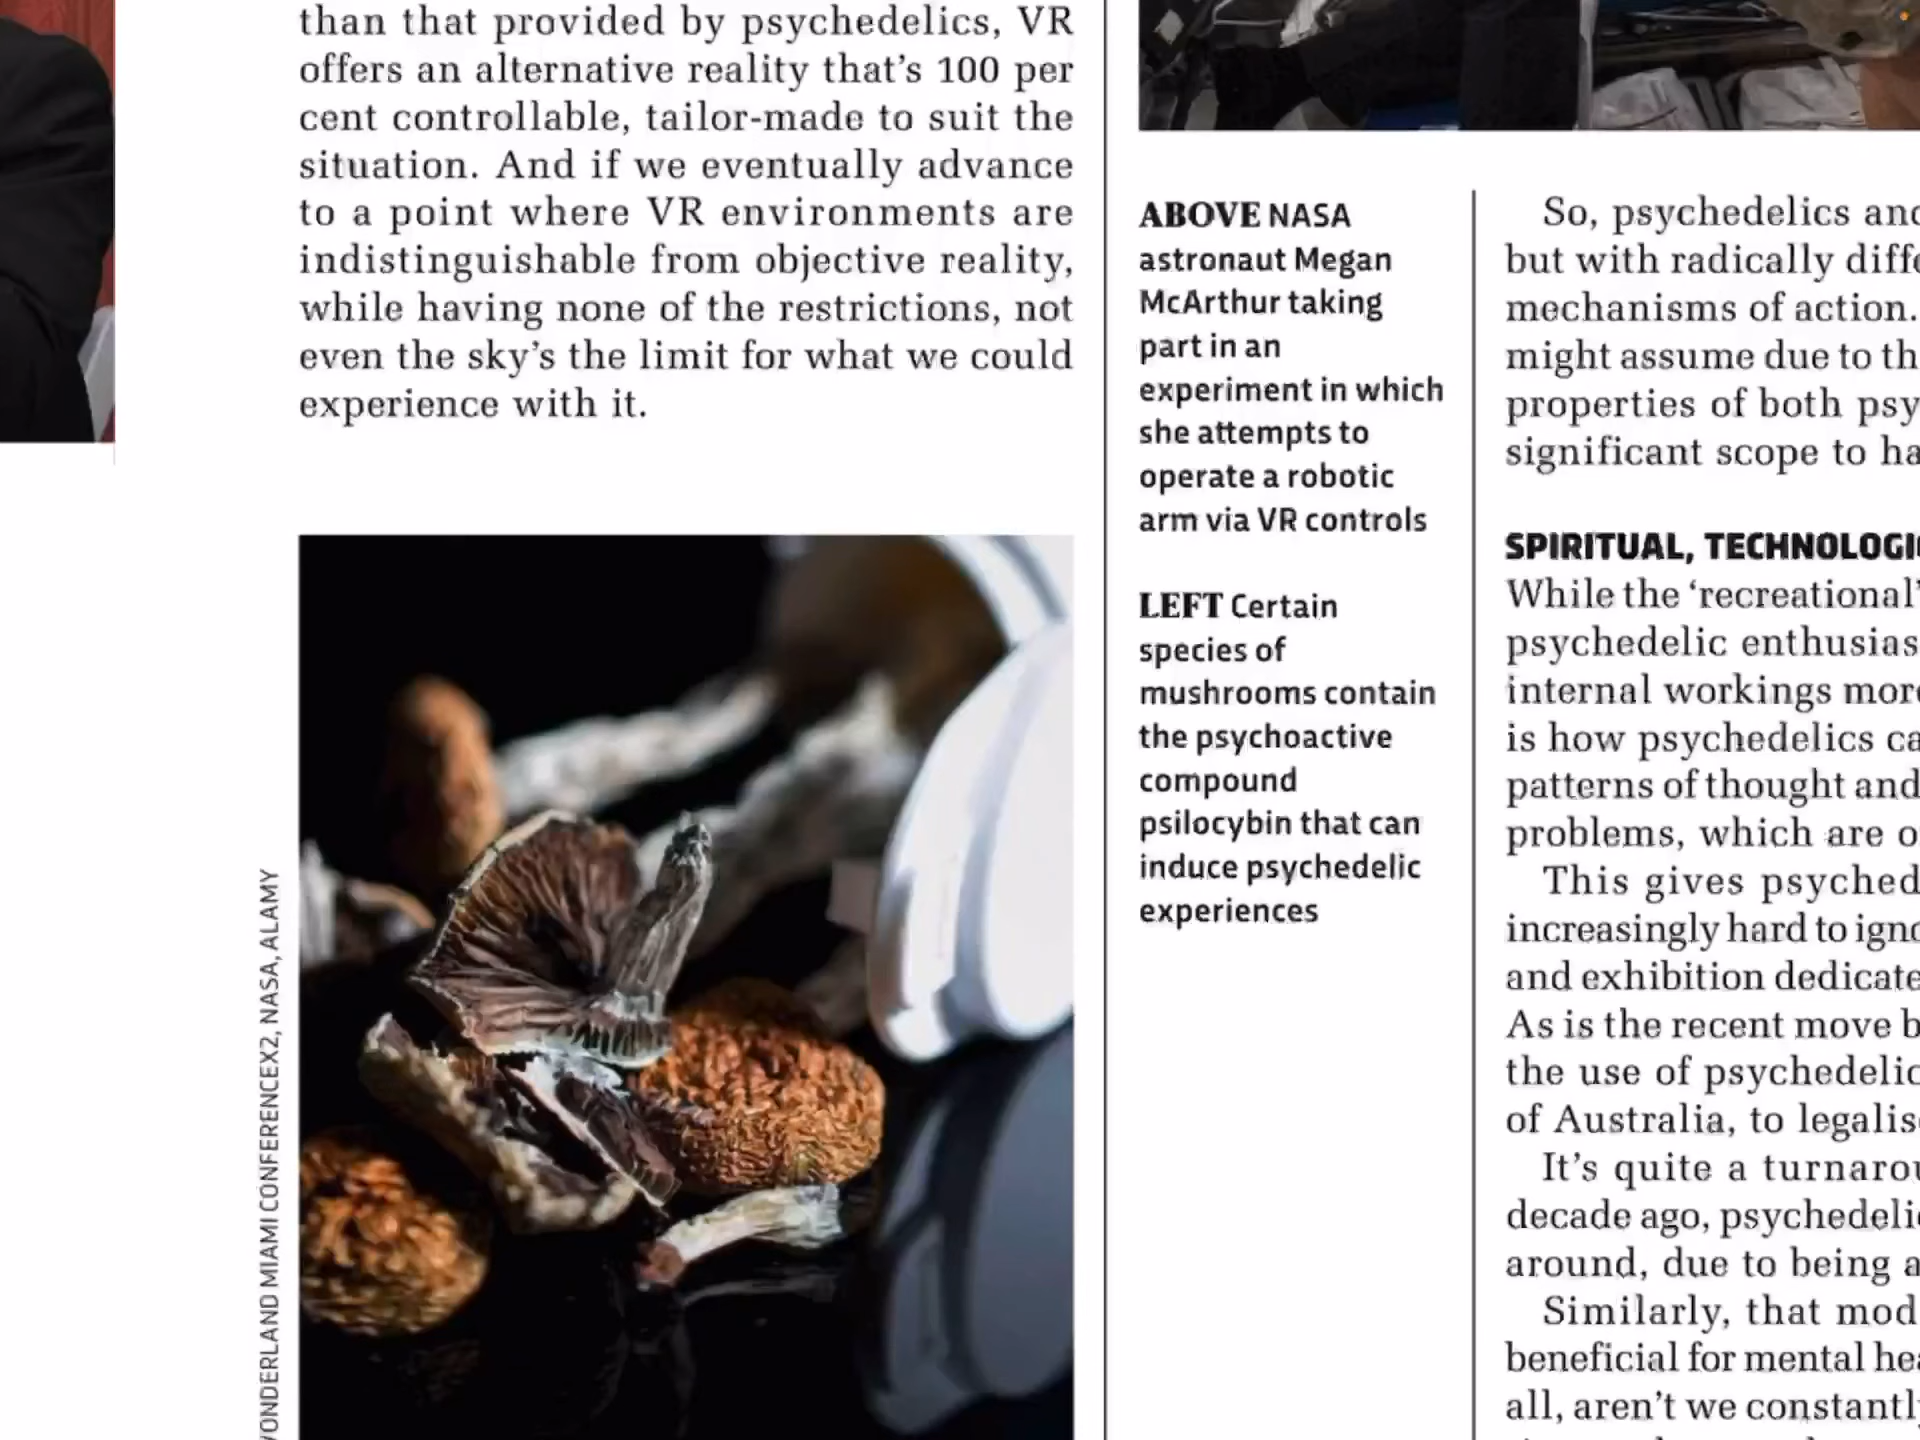 than that provided by psychedelics, VR
offers an alternative reality that's 100 per
cent controllable, tailor-made to suit the
situation. And if we eventually advance
to a point where VR environments are
indistinguishable from objective reality,
while having none of the restrictions, not
even the sky's the limit for what we could
experience with it.
WONDERLAND MIAMI CONFERENCEX2, NASA, ALAMY
ABOVE NASA
astronaut Megan
McArthur taking
part in an
experiment in which
she attempts to
operate a robotic
arm via VR controls
LEFT Certain
species of
mushrooms contain
the psychoactive
compound
psilocybin that can
induce psychedelic
experiences
So, psychedelics and
but with radically diffe
mechanisms of action.
might assume due to th
properties of both psy
significant scope to ha
SPIRITUAL, TECHNOLOGI
While the 'recreational'
psychedelic enthusias
internal workings more
is how psychedelics ca
patterns of thought and
problems, which are o
This gives psyched
increasingly hard to igno
and exhibition dedicate
As is the recent move b
the use of psychedelic
of Australia, to legalis
It's quite a turnarou
decade ago, psychedeli
around, due to being a
Similarly, that mod
beneficial for mental hea
all, aren't we constantly